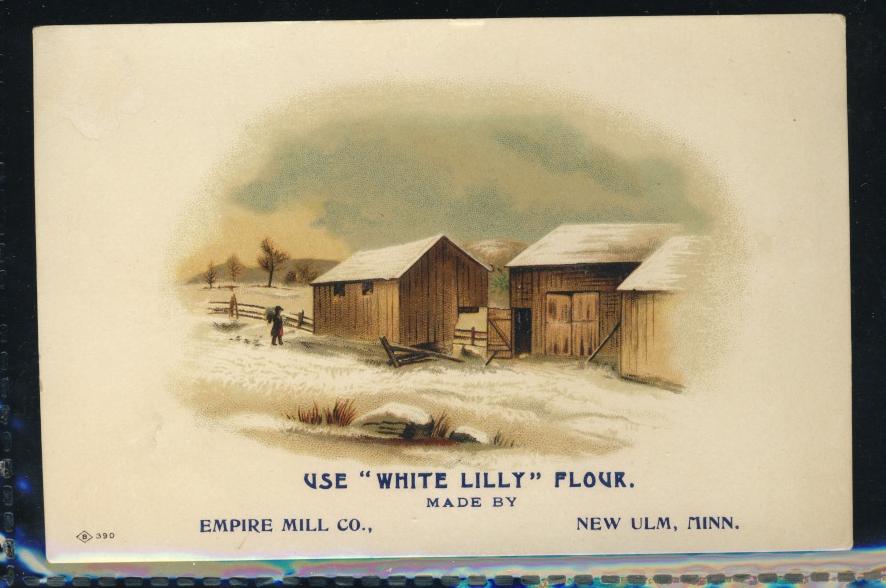 USE "WHITE LILLY" FLOUR.
MADE BY
EMPIRE MILL CO., NEW ULM, MINN.
B 390